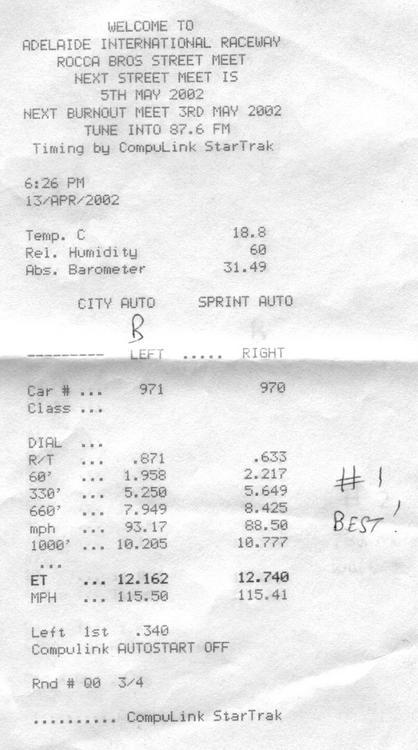 WELCOME TO
ADELAIDE INTERNATIONAL RACEWAY
ROCCA BROS STREET MEET
NEXT STREET MEET IS
5TH MAY 2002
NEXT BURNOUT MEET 3RD MAY 2002
TUNE INTO 87.6 FM
Timing by CompuLink StarTrak
6:26 PM
13/APR/2002
Temp. C 18.8
Rel. Humidity 60
Abs. Barometer 31.49
CITY AUTO SPRINT AUTO
B
--------- LEFT ..... RIGHT
Car # ... 971 970
Class ...
DIAL ...
R/T ... .871 .633
60' ... 1.958 2.217
330' ... 5.250 5.649
660' ... 7.949 8.425
mph ... 93.17 88.50
1000' ... 10.205 10.777
...
ET ... 12.162 12.740
MPH ... 115.50 115.41
# 1
BEST!
Left 1st .340
Compulink AUTOSTART OFF
Rnd # Q0 3/4
.......... CompuLink StarTrak